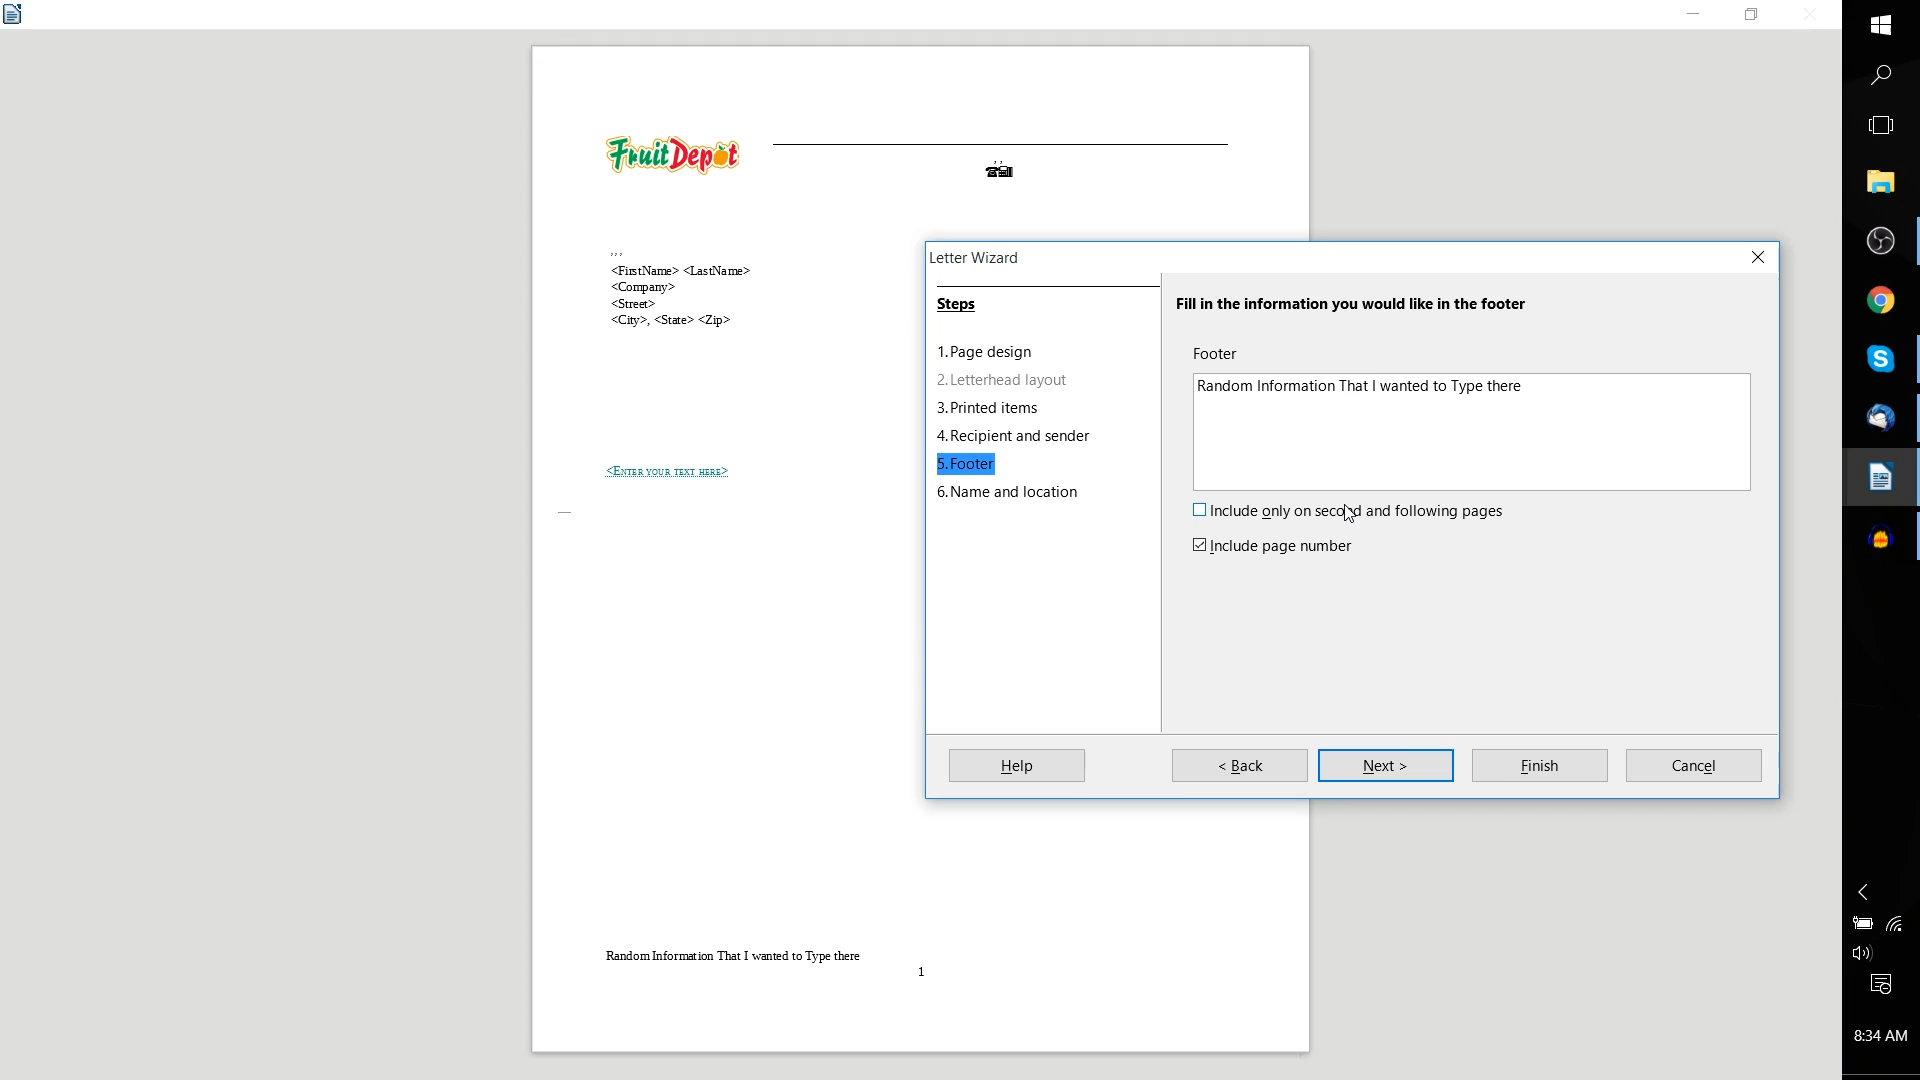 FruitDepot
, ,
, , ,
<FirstName> <LastName>
<Company>
<Street>
<City>, <State> <Zip>
<Enter your text here>
Random Information That I wanted to Type there
1
Letter Wizard
Steps
1. Page design
2. Letterhead layout
3. Printed items
4. Recipient and sender
5. Footer
6. Name and location
Fill in the information you would like in the footer
Footer
Random Information That I wanted to Type there
Include only on second and following pages
Include page number
Help
< Back
Next >
Finish
Cancel
8:34 AM